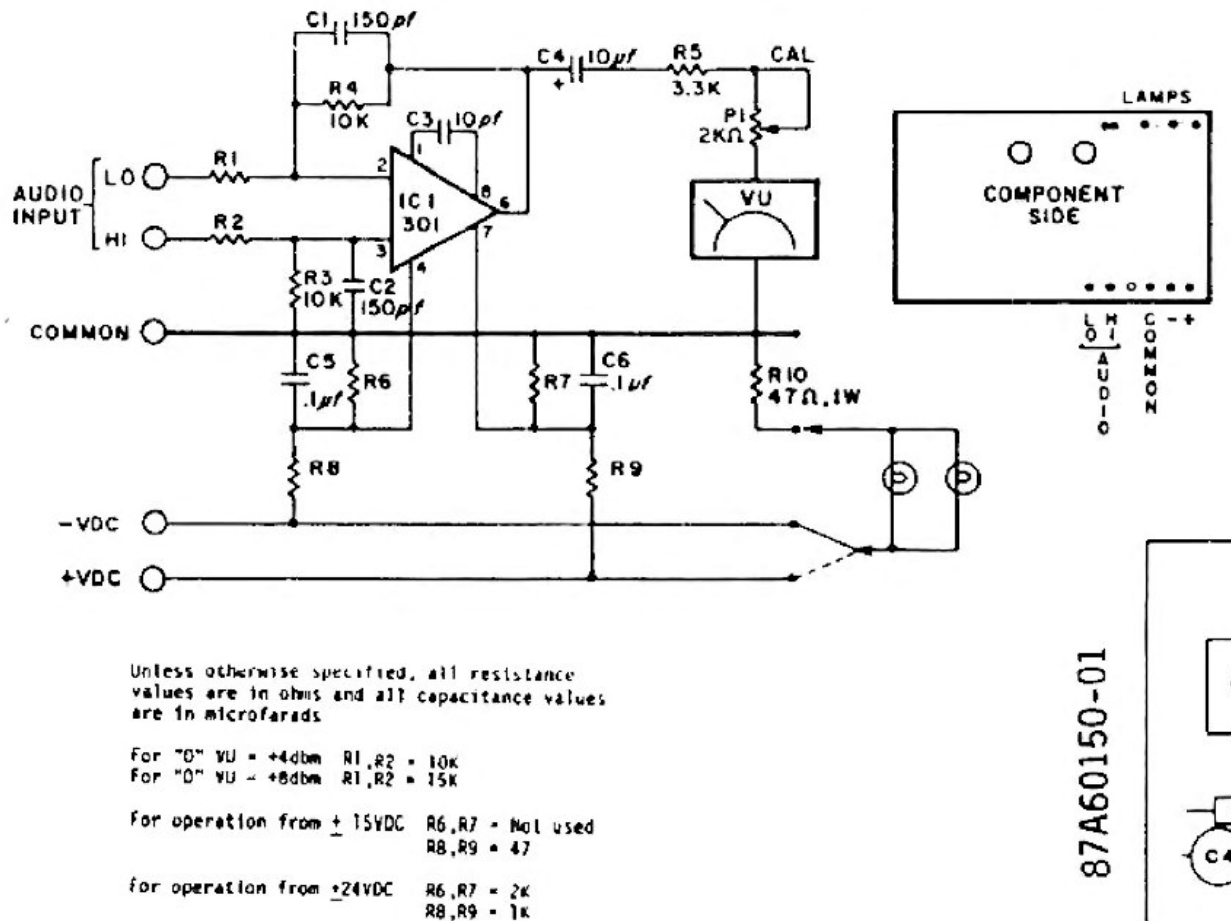 C1 150pf
C4 10µf
+
R5
3.3K
CAL
R4
10K
C3 10pf
P1
2KΩ
LAMPS
AUDIO INPUT
LO
R1
2
1
IC1
301
8
6
7
VU
COMPONENT
SIDE
HI
R2
3
4
R3
10K
C2
150pf
COMMON
C5
.1µf
R6
R7
C6
.1µf
R10
47Ω, 1W
LO HI COMMON - +
AUDIO
R8
R9
-VDC
+VDC
Unless otherwise specified, all resistance
values are in ohms and all capacitance values
are in microfarads
For "0" VU = +4dbm R1,R2 = 10K
For "0" VU = +8dbm R1,R2 = 15K
For operation from ± 15VDC R6,R7 = Not used
R8,R9 = 47
For operation from ±24VDC R6,R7 = 2K
R8,R9 = 1K
87A60150-01
C4